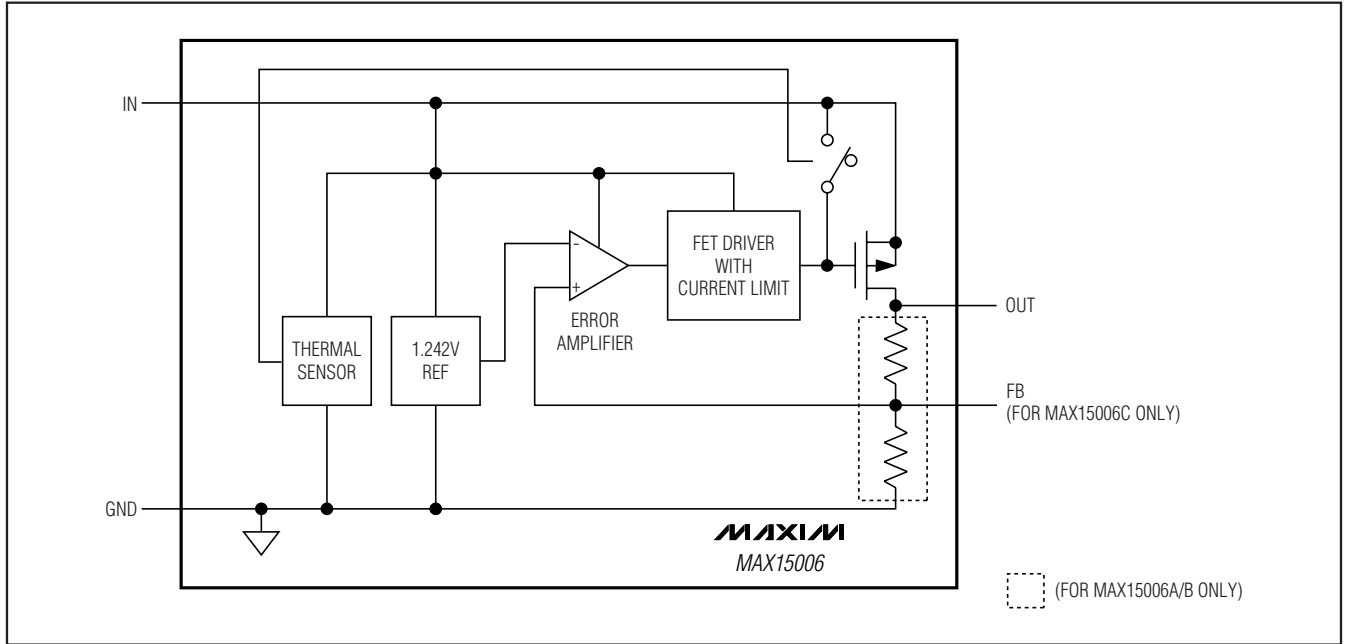 IN
FET DRIVER
WITH
CURRENT LIMIT
-
+
ERROR
AMPLIFIER
THERMAL
SENSOR
1.242V
REF
OUT
FB
(FOR MAX15006C ONLY)
GND
MAXIM
MAX15006
(FOR MAX15006A/B ONLY)